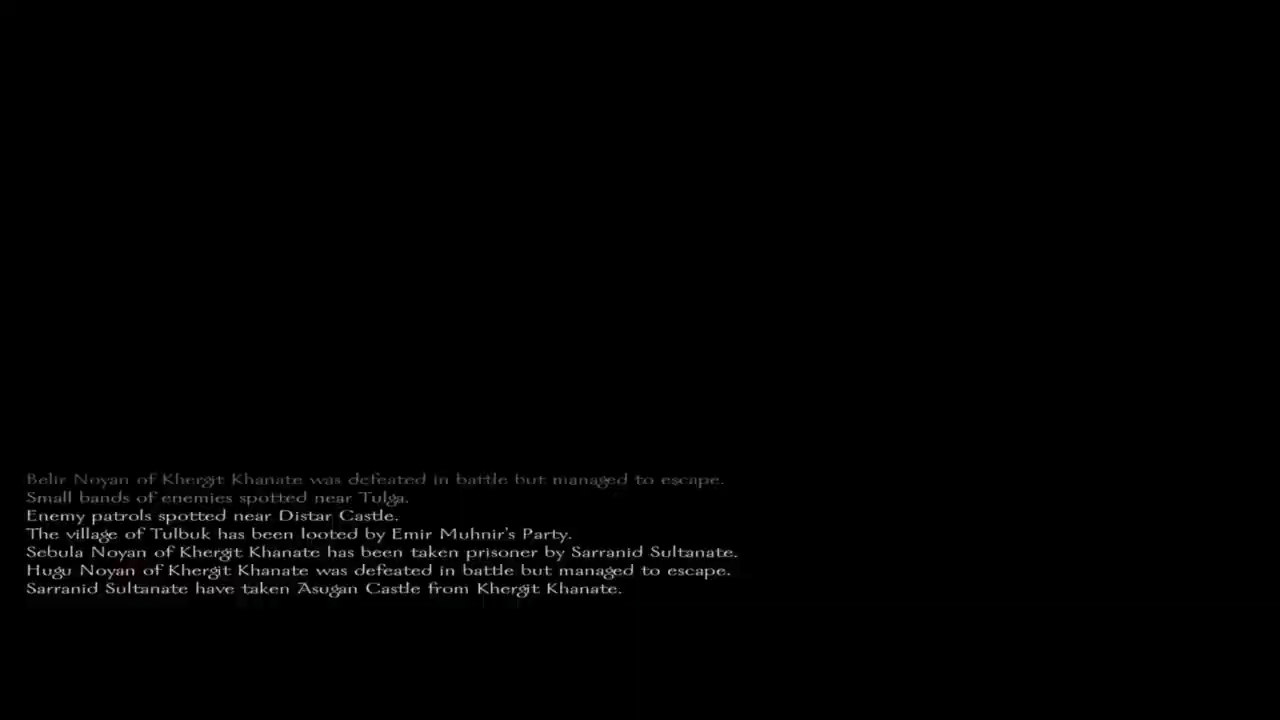 Belir Noyan of Khergit Khanate was defeated in battle but managed to escape.
Small bands of enemies spotted near Tulga.
Enemy patrols spotted near Distar Castle.
The village of Tulbuk has been looted by Emir Muhnir's Party.
Sebula Noyan of Khergit Khanate has been taken prisoner by Sarranid Sultanate.
Hugu Noyan of Khergit Khanate was defeated in battle but managed to escape.
Sarranid Sultanate have taken Asugan Castle from Khergit Khanate.